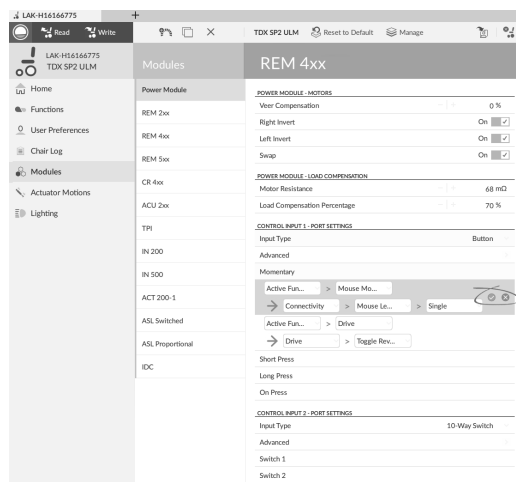 LAK-H16166775
Read Write TDX SP2 ULM Reset to Default Manage
LAK-H16166775
TDX SP2 ULM
Home
Functions
User Preferences
Chair Log
Modules
Actuator Motions
Lighting
Modules
Power Module
REM 2xx
REM 4xx
REM 5xx
CR 4xx
ACU 2xx
TPI
IN 200
IN 500
ACT 200-1
ASL Switched
ASL Proportional
IDC
REM 4xx
POWER MODULE - MOTORS
Veer Compensation 0 %
Right Invert On
Left Invert On
Swap On
POWER MODULE - LOAD COMPENSATION
Motor Resistance 68 mΩ
Load Compensation Percentage 70 %
CONTROL INPUT 1 - PORT SETTINGS
Input Type Button
Advanced
Momentary
Active Fun... > Mouse Mo...
Connectivity > Mouse Le... > Single
Active Fun... > Drive
Drive > Toggle Rev...
Short Press
Long Press
On Press
CONTROL INPUT 2 - PORT SETTINGS
Input Type 10-Way Switch
Advanced
Switch 1
Switch 2